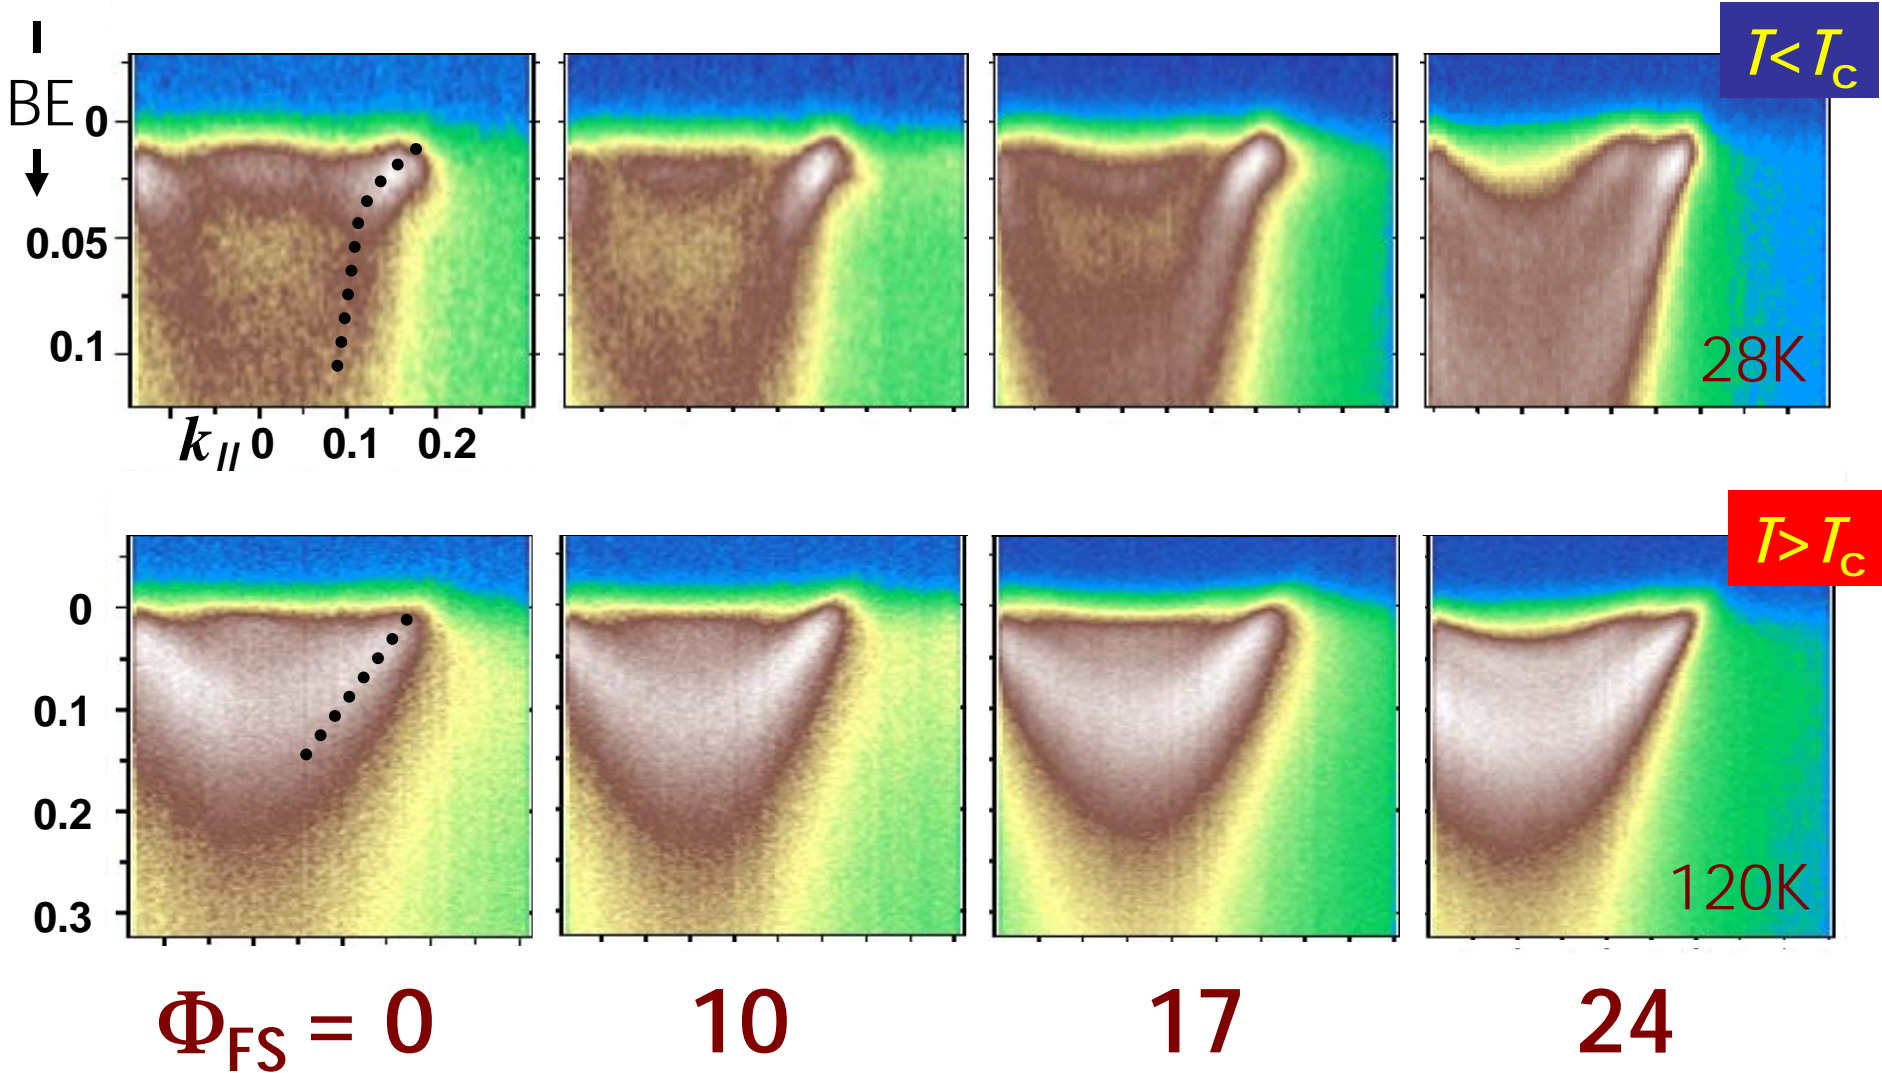 T<TC
BE
0
0.05
0.1
28K
k// 0 0.1 0.2
T>TC
0
0.1
0.2
120K
0.3
ΦFS = 0 10 17 24